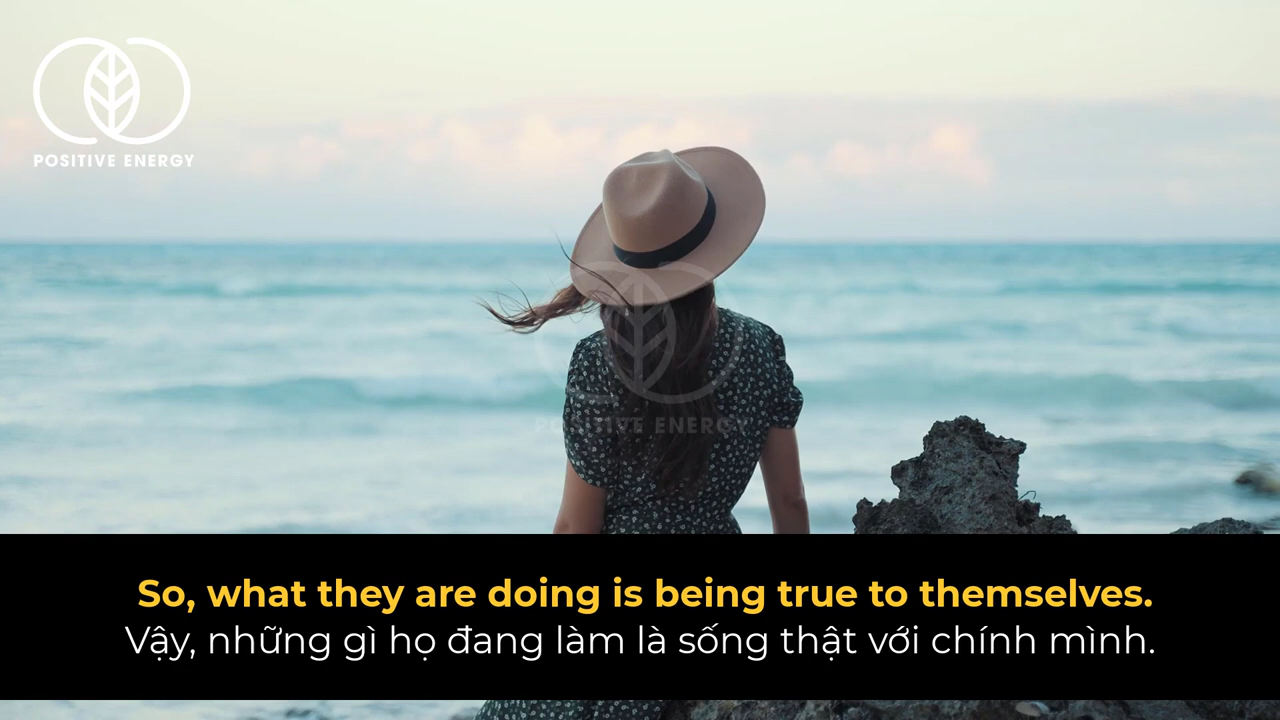 POSITIVE ENERGY
POSITIVE ENERGY
So, what they are doing is being true to themselves.
Vậy, những gì họ đang làm là sống thật với chính mình.